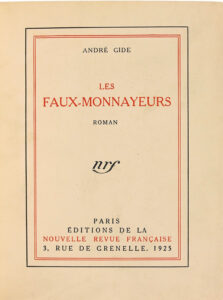 ANDRÉ GIDE
LES
FAUX-MONNAYEURS
ROMAN
nrf
PARIS
ÉDITIONS DE LA
NOUVELLE REVUE FRANÇAISE
3, RUE DE GRENELLE. 1925